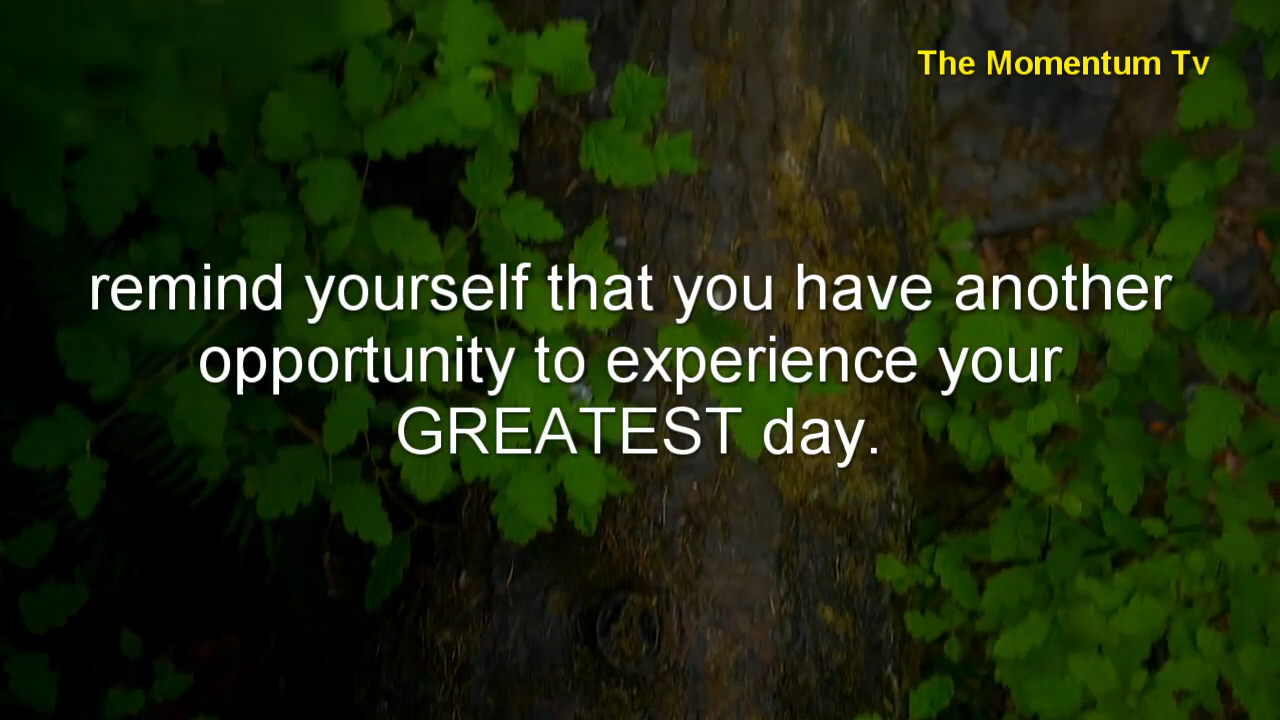 The Momentum Tv
remind yourself that you have another
opportunity to experience your
GREATEST day.